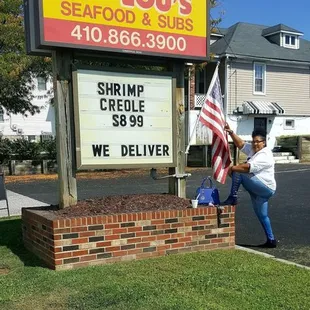 SEAFOOD & SUBS
410.866.3900
SHRIMP
CREOLE
$8 99
WE DELIVER